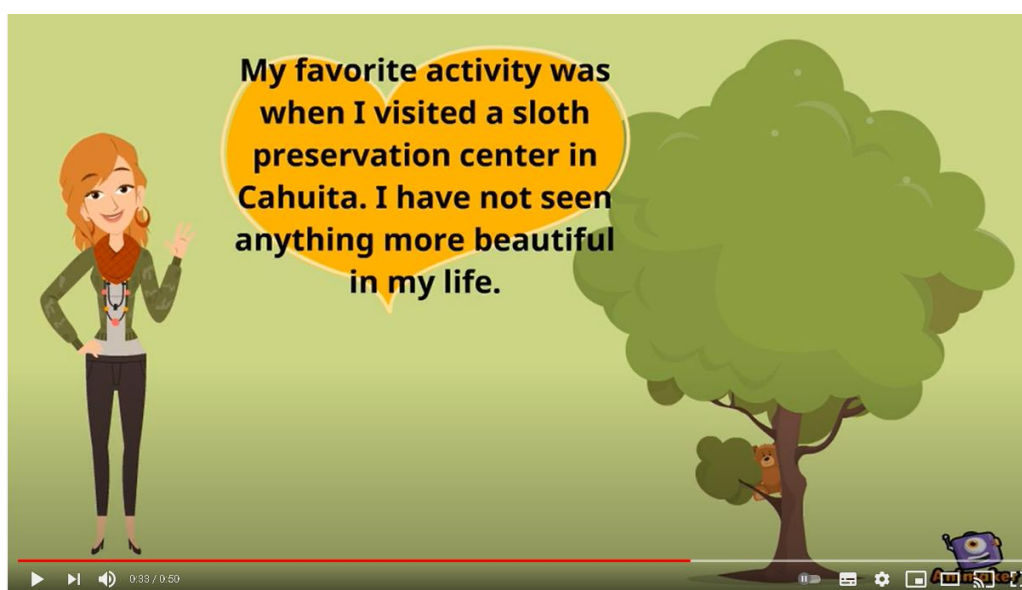 My favorite activity was
when I visited a sloth
preservation center in
Cahuita. I have not seen
anything more beautiful
in my life.
Animaker
0:33 / 0:50